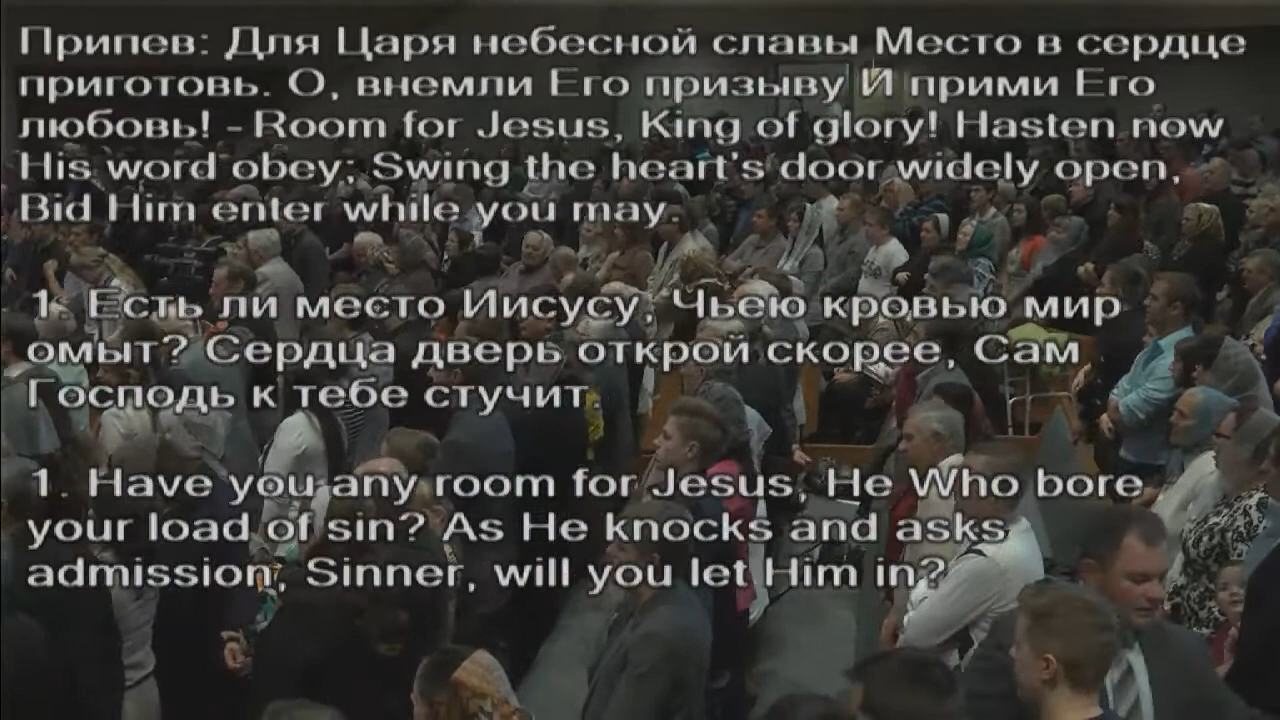 Припев: Для Царя небесной славы Место в сердце
приготовь. О, внемли Его призыву И прими Его
любовь! - Room for Jesus, King of glory! Hasten now
His word obey; Swing the heart's door widely open,
Bid Him enter while you may.
1. Есть ли место Иисусу, Чьею кровью мир
омыт? Сердца дверь открой скорее, Сам
Господь к тебе стучит.
1. Have you any room for Jesus, He Who bore
your load of sin? As He knocks and asks
admission, Sinner, will you let Him in?